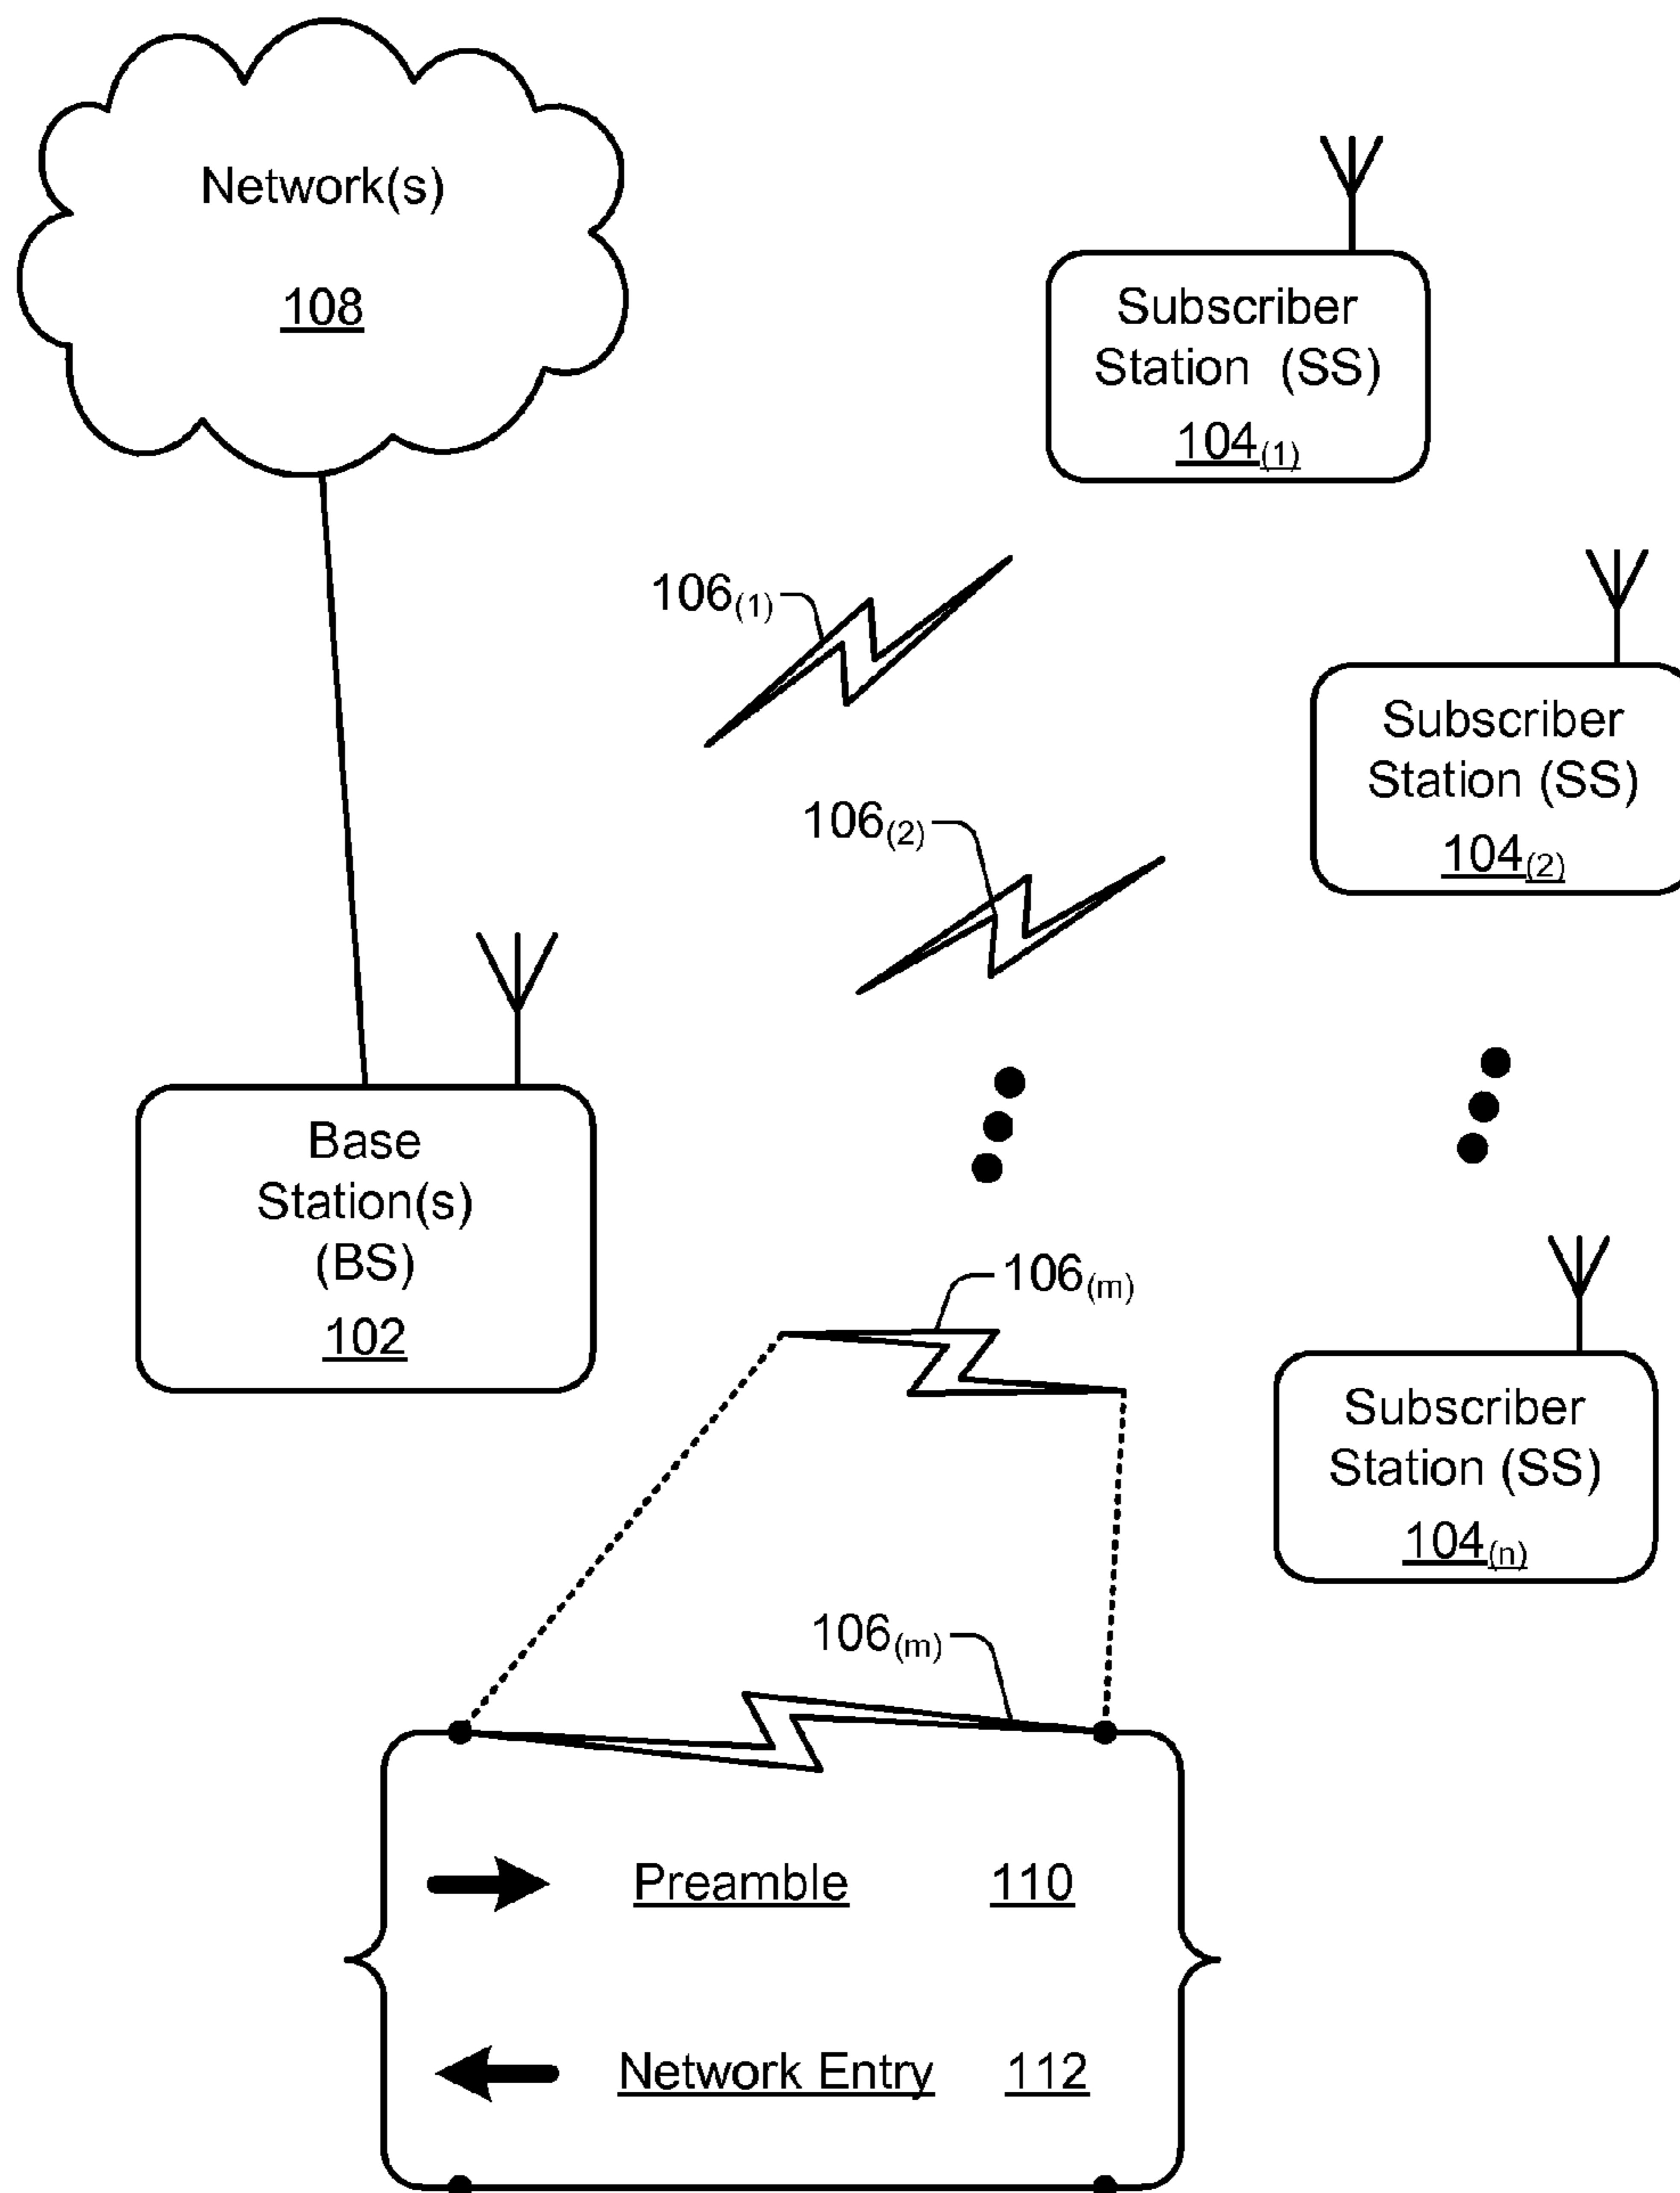 Network(s)
108
Subscriber
Station (SS)
104(1)
106(1)
Subscriber
Station (SS)
104(2)
106(2)
Base
Station(s)
(BS)
102
106(m)
Subscriber
Station (SS)
104(n)
106(m)
Preamble 110
Network Entry 112